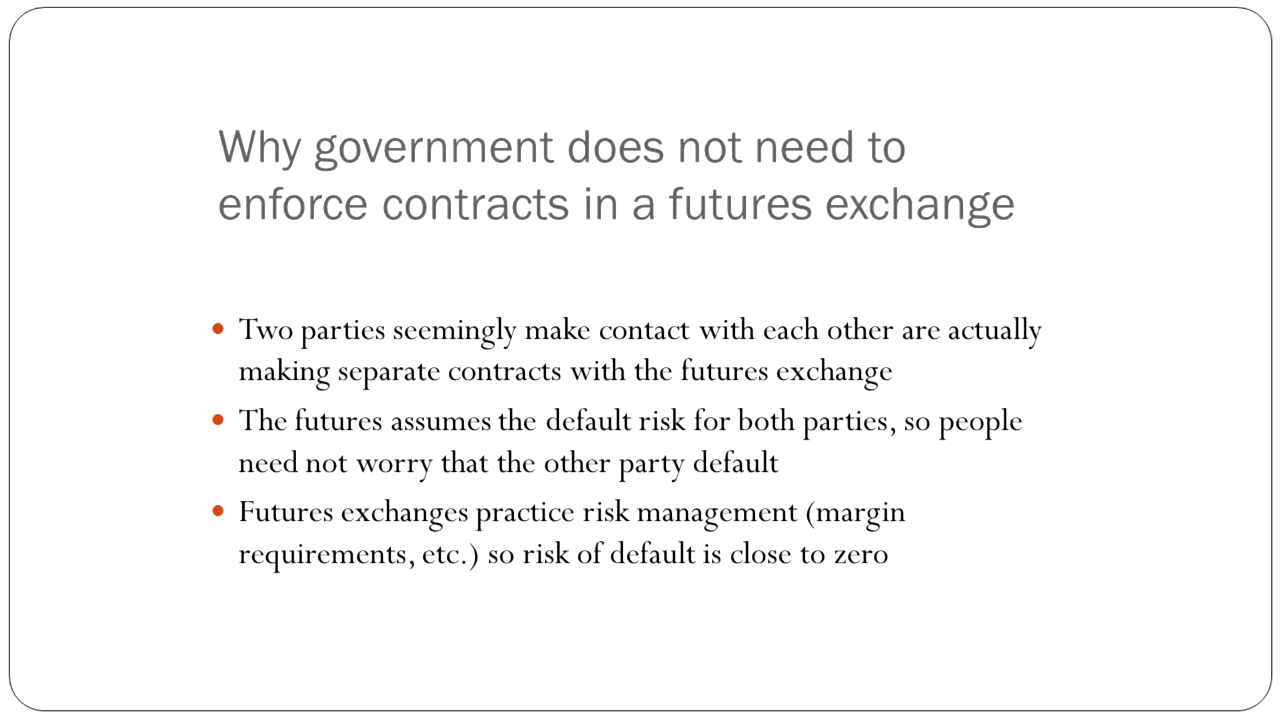 Why government does not need to
enforce contracts in a futures exchange
Two parties seemingly make contact with each other are actually
making separate contracts with the futures exchange
The futures assumes the default risk for both parties, so people
need not worry that the other party default
Futures exchanges practice risk management (margin
requirements, etc.) so risk of default is close to zero